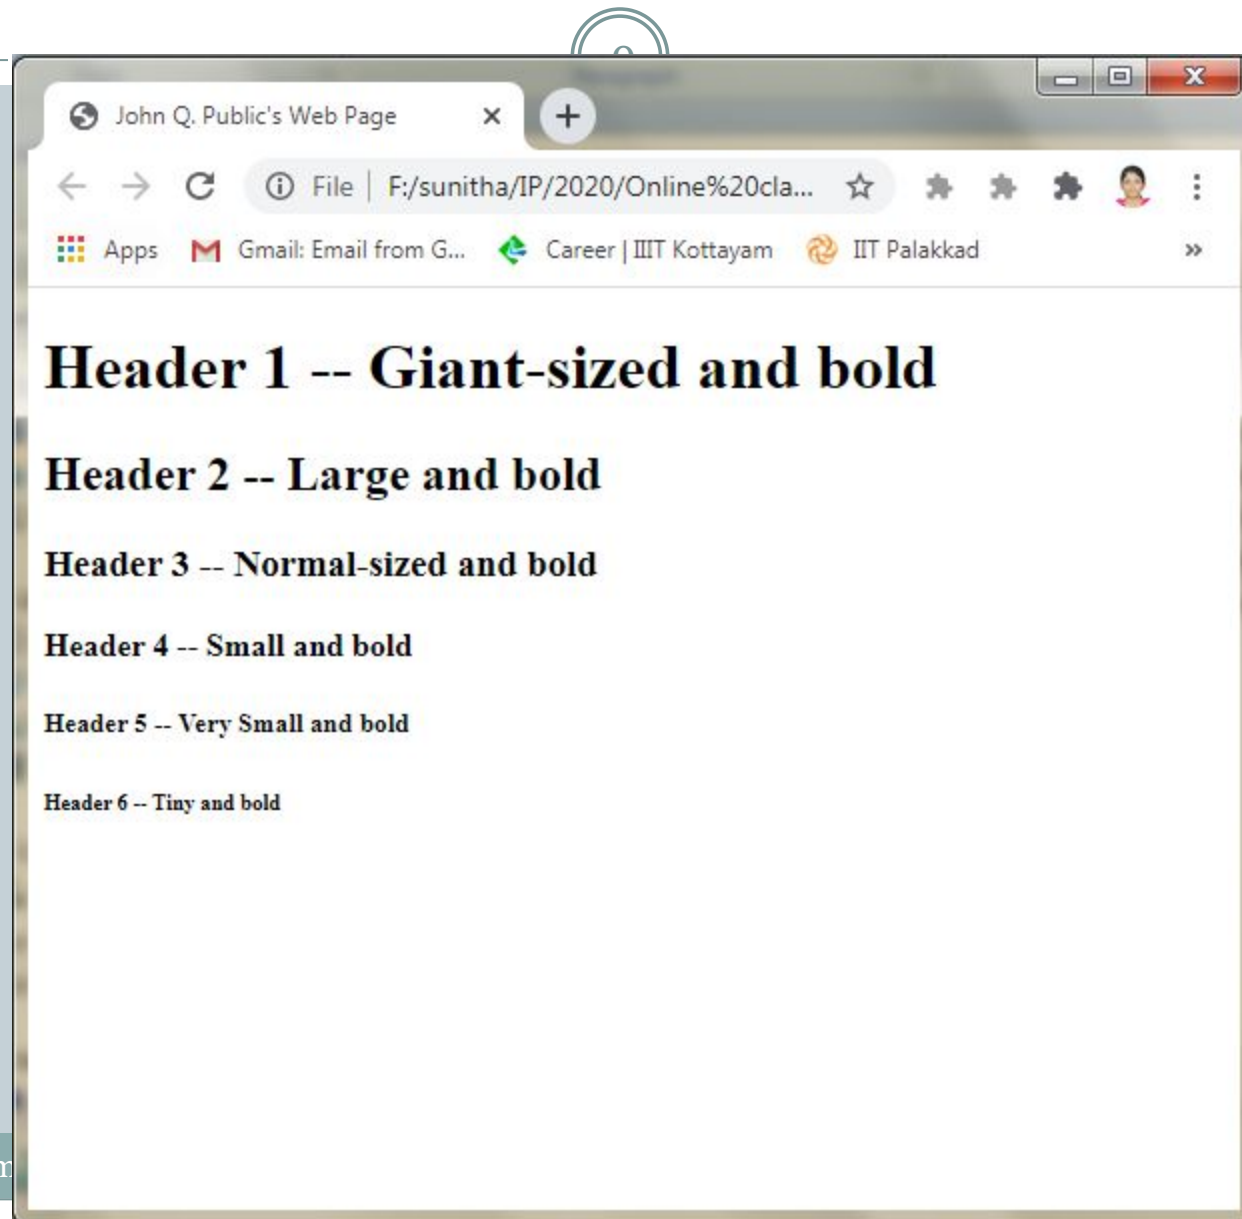 John Q. Public's Web Page
File | F:/sunitha/IP/2020/Online%20cla...
Apps Gmail: Email from G... Career | IIIT Kottayam IIT Palakkad »
Header 1 -- Giant-sized and bold
Header 2 -- Large and bold
Header 3 -- Normal-sized and bold
Header 4 -- Small and bold
Header 5 -- Very Small and bold
Header 6 -- Tiny and bold